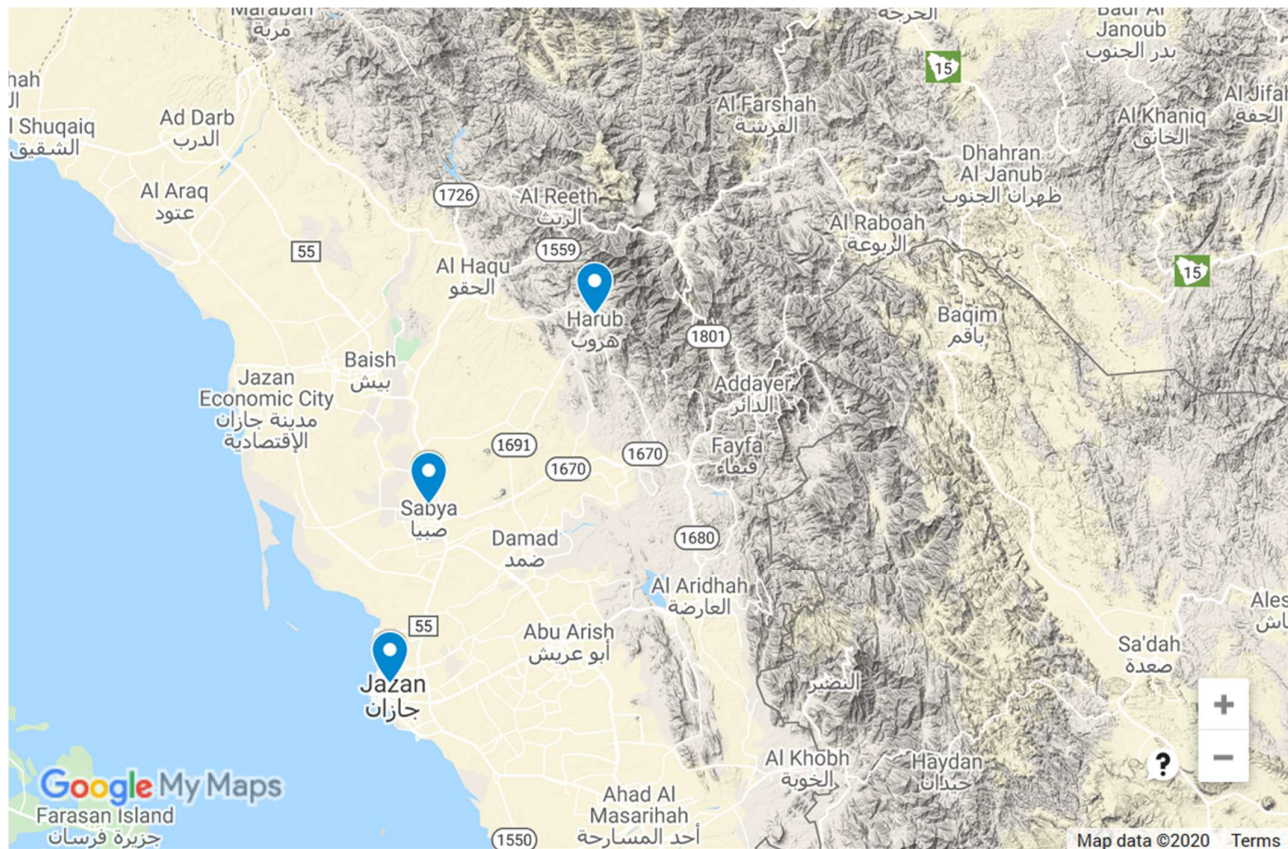 Marabah
مربة
الحرجة
Badr Al
Janoub
بدر الجنوب
15
Ad Darb
الدرب
Al Farshah
الفرشة
Al Khaniq
الخانق
Al Jifah
الجفة
l Shuqaiq
الشقيق
Dhahran
Al Janub
ظهران الجنوب
Al Araq
عتود
1726
Al Reeth
الريث
Al Raboah
الربوعة
55
1559
Al Haqu
الحقو
15
Harub
هروب
1801
Baqim
باقم
Baish
بيش
Jazan
Economic City
مدينة جازان
الإقتصادية
Addayer
الدائر
1691
1670
1670
Fayfa
فيفاء
Sabya
صبيا
Damad
ضمد
1680
Al Aridhah
العارضة
55
Abu Arish
أبو عريش
Sa'dah
صعدة
Jazan
جازان
النضير
+
−
?
Al Khobh
الخوبة
Haydan
حيدان
Google My Maps
Farasan Island
جزيرة فرسان
Ahad Al
Masarihah
أحد المسارحة
1550
Map data ©2020 Terms